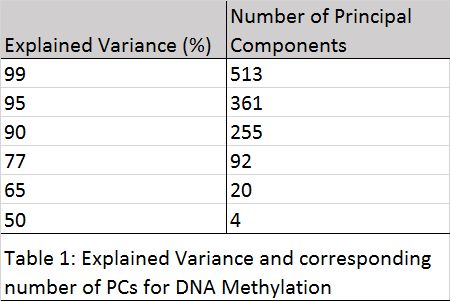 Explained Variance (%) Number of Principal
Components
99 513
95 361
90 255
77 92
65 20
50 4
Table 1: Explained Variance and corresponding
number of PCs for DNA Methylation